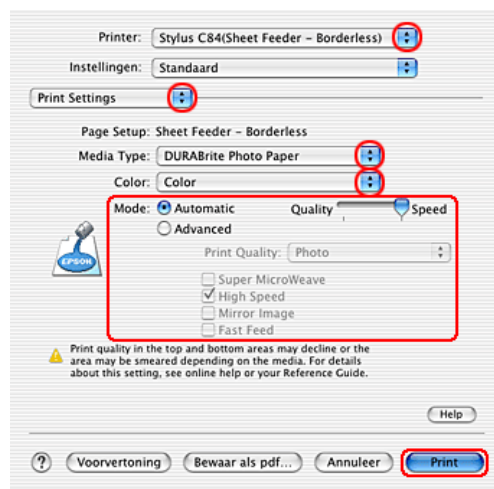 Printer: Stylus C84(Sheet Feeder – Borderless)
Instellingen: Standaard
Print Settings
Page Setup: Sheet Feeder – Borderless
Media Type: DURABrite Photo Paper
Color: Color
Mode: Automatic Quality Speed
Advanced
Print Quality: Photo
Super MicroWeave
High Speed
Mirror Image
Fast Feed
EPSON
Print quality in the top and bottom areas may decline or the
area may be smeared depending on the media. For details
about this setting, see online help or your Reference Guide.
Help
? Voorvertoning Bewaar als pdf... Annuleer Print